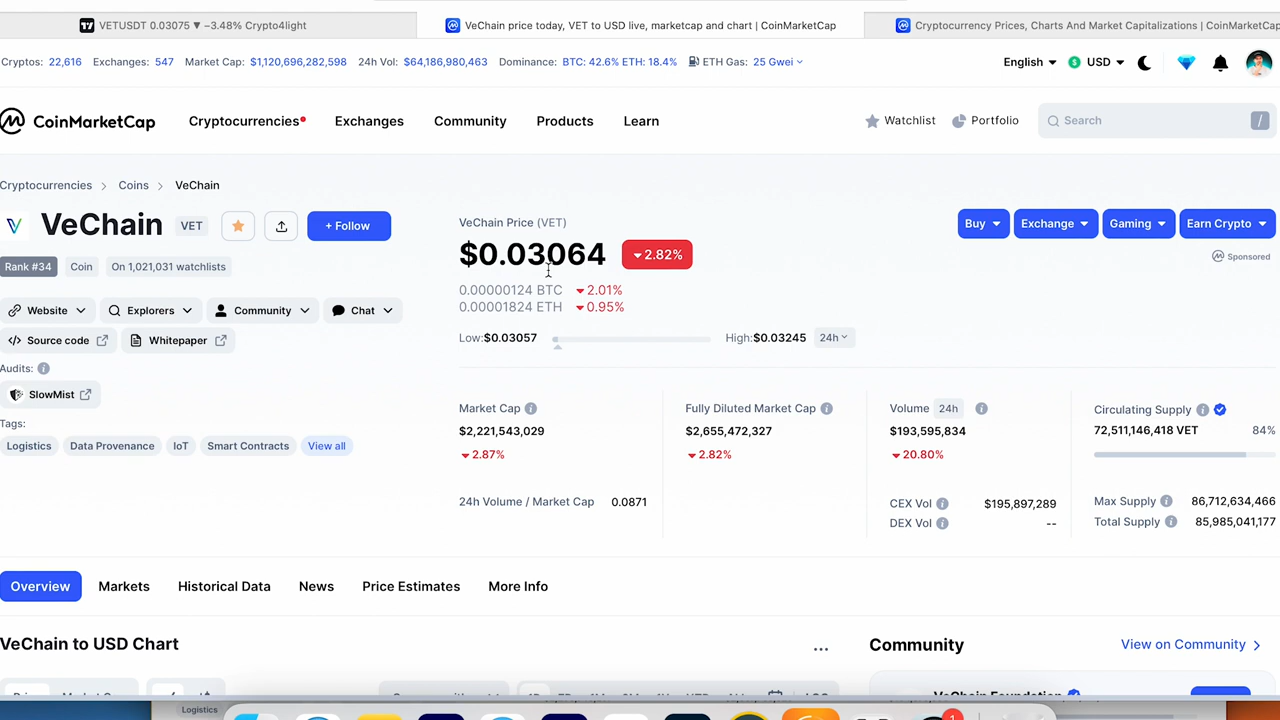 VETUSDT 0.03075 ▼ −3.48% Crypto4light
VeChain price today, VET to USD live, marketcap and chart | CoinMarketCap
Cryptocurrency Prices, Charts And Market Capitalizations | CoinMarketCap
Cryptos: 22,616 Exchanges: 547 Market Cap: $1,120,696,282,598 24h Vol: $64,186,980,463 Dominance: BTC: 42.6% ETH: 18.4% ETH Gas: 25 Gwei
English USD
CoinMarketCap Cryptocurrencies Exchanges Community Products Learn Watchlist Portfolio Search /
Cryptocurrencies > Coins > VeChain
VeChain VET + Follow
Rank #34 Coin On 1,021,031 watchlists
Website Explorers Community Chat
Source code Whitepaper
Audits:
SlowMist
Tags:
Logistics Data Provenance IoT Smart Contracts View all
VeChain Price (VET)
$0.03064 2.82%
0.00000124 BTC 2.01%
0.00001824 ETH 0.95%
Low:$0.03057 High:$0.03245 24h
Buy Exchange Gaming Earn Crypto
Sponsored
Market Cap
$2,221,543,029
2.87%
24h Volume / Market Cap 0.0871
Fully Diluted Market Cap
$2,655,472,327
2.82%
Volume 24h
$193,595,834
20.80%
CEX Vol $195,897,289
DEX Vol --
Circulating Supply
72,511,146,418 VET 84%
Max Supply 86,712,634,466
Total Supply 85,985,041,177
Overview Markets Historical Data News Price Estimates More Info
VeChain to USD Chart ...
Community View on Community >
VeChain Foundation
Logistics
1